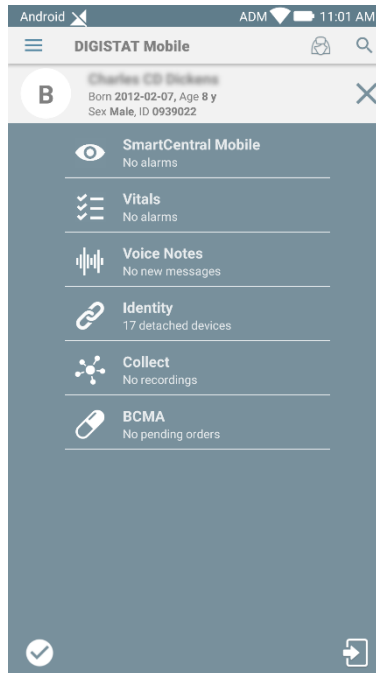 Android ADM 11:01 AM
DIGISTAT Mobile
B
Born 2012-02-07, Age 8 y
Sex Male, ID 0939022
SmartCentral Mobile
No alarms
Vitals
No alarms
Voice Notes
No new messages
Identity
17 detached devices
Collect
No recordings
BCMA
No pending orders